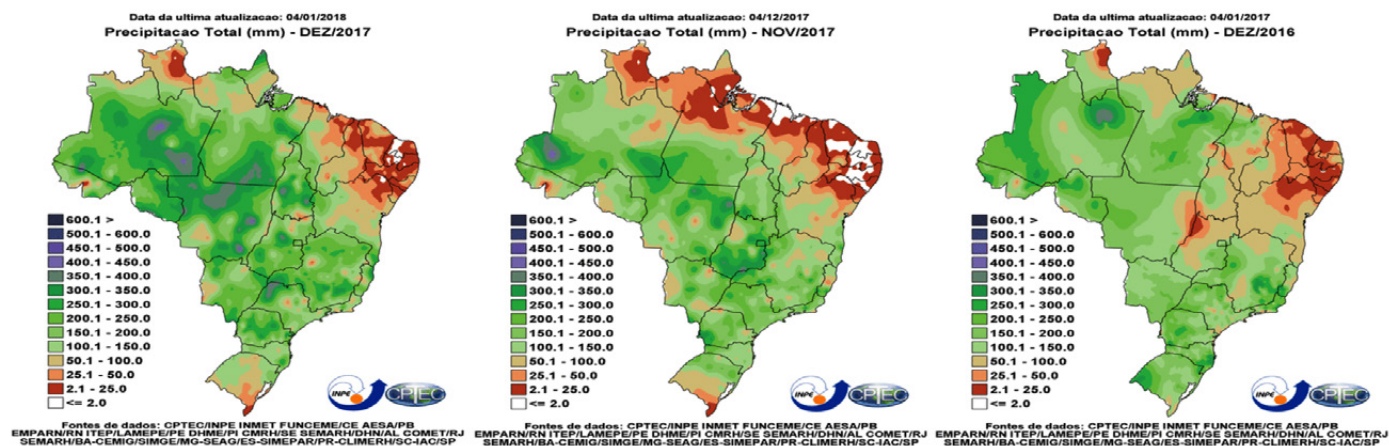 Data da ultima atualizacao: 04/01/2018
Precipitacao Total (mm) - DEZ/2017
600.1 >
500.1 - 600.0
450.1 - 500.0
400.1 - 450.0
350.1 - 400.0
300.1 - 350.0
250.1 - 300.0
200.1 - 250.0
150.1 - 200.0
100.1 - 150.0
50.1 - 100.0
25.1 - 50.0
2.1 - 25.0
<= 2.0
INPE
CPTEC
Fontes de dados: CPTEC/INPE INMET FUNCEME/CE AESA/PB
EMPARN/RN ITEP/LAMEPE/PE DHME/PI CMRH/SE SEMARH/DHN/AL COMET/RJ
SEMARH/BA-CEMIG/SIMGE/MG-SEAG/ES-SIMEPAR/PR-CLIMERH/SC-IAC/SP
Data da ultima atualizacao: 04/12/2017
Precipitacao Total (mm) - NOV/2017
600.1 >
500.1 - 600.0
450.1 - 500.0
400.1 - 450.0
350.1 - 400.0
300.1 - 350.0
250.1 - 300.0
200.1 - 250.0
150.1 - 200.0
100.1 - 150.0
50.1 - 100.0
25.1 - 50.0
2.1 - 25.0
<= 2.0
INPE
CPTEC
Fontes de dados: CPTEC/INPE INMET FUNCEME/CE AESA/PB
EMPARN/RN ITEP/LAMEPE/PE DHME/PI CMRH/SE SEMARH/DHN/AL COMET/RJ
SEMARH/BA-CEMIG/SIMGE/MG-SEAG/ES-SIMEPAR/PR-CLIMERH/SC-IAC/SP
Data da ultima atualizacao: 04/01/2017
Precipitacao Total (mm) - DEZ/2016
600.1 >
500.1 - 600.0
450.1 - 500.0
400.1 - 450.0
350.1 - 400.0
300.1 - 350.0
250.1 - 300.0
200.1 - 250.0
150.1 - 200.0
100.1 - 150.0
50.1 - 100.0
25.1 - 50.0
2.1 - 25.0
<= 2.0
INPE
CPTEC
Fontes de dados: CPTEC/INPE INMET FUNCEME/CE AESA/PB
EMPARN/RN ITEP/LAMEPE/PE DHME/PI CMRH/SE SEMARH/DHN/AL COMET/RJ
SEMARH/BA-CEMIG/SIMGE/MG-SEAG/ES-SIMEPAR/PR-CLIMERH/SC-IAC/SP